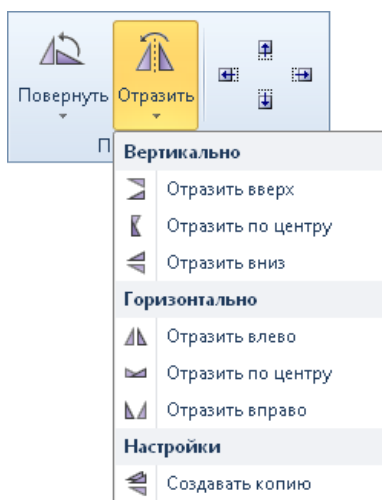 Повернуть Отразить
П
Вертикально
Отразить вверх
Отразить по центру
Отразить вниз
Горизонтально
Отразить влево
Отразить по центру
Отразить вправо
Настройки
Создавать копию